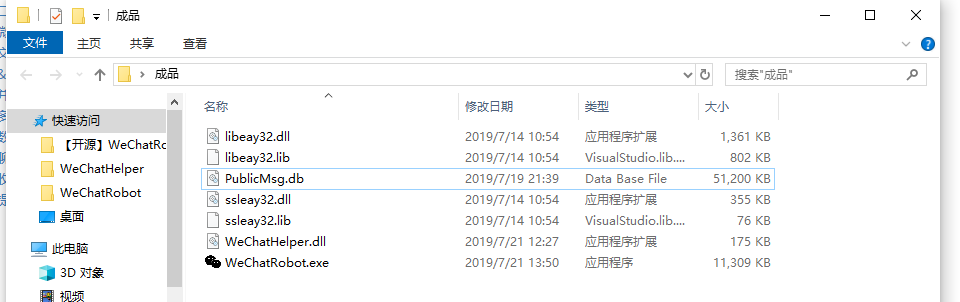 成品
文件 主页 共享 查看
成品 搜索"成品"
名称 修改日期 类型 大小
快速访问
【开源】WeChatRo
WeChatHelper
WeChatRobot
桌面
此电脑
3D 对象
视频
libeay32.dll 2019/7/14 10:54 应用程序扩展 1,361 KB
libeay32.lib 2019/7/14 10:54 VisualStudio.lib.... 802 KB
PublicMsg.db 2019/7/19 21:39 Data Base File 51,200 KB
ssleay32.dll 2019/7/14 10:54 应用程序扩展 355 KB
ssleay32.lib 2019/7/14 10:54 VisualStudio.lib.... 76 KB
WeChatHelper.dll 2019/7/21 12:27 应用程序扩展 175 KB
WeChatRobot.exe 2019/7/21 13:50 应用程序 11,309 KB